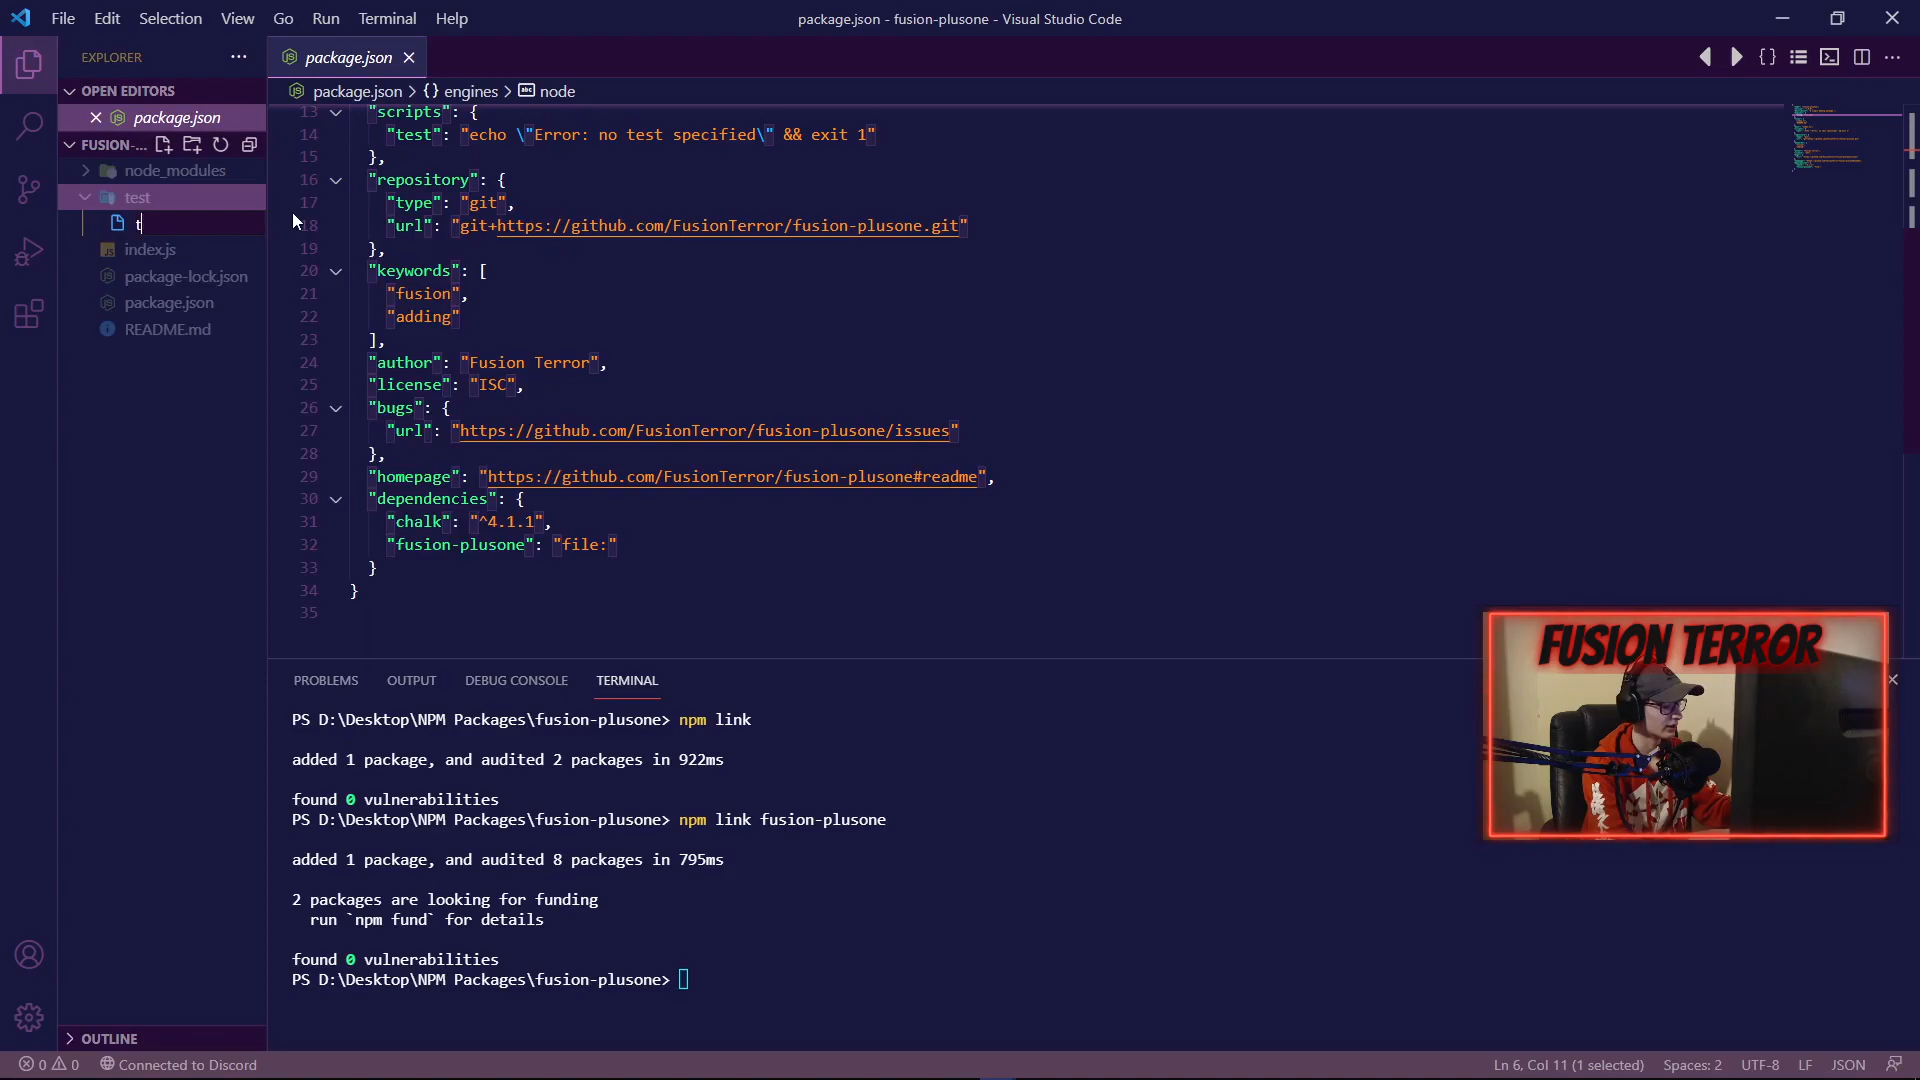 File Edit Selection View Go Run Terminal Help
package.json - fusion-plusone - Visual Studio Code
EXPLORER
OPEN EDITORS
package.json
FUSION-...
node_modules
test
t
index.js
package-lock.json
package.json
README.md
OUTLINE
package.json
package.json > {} engines > abc node
13 "scripts": {
14 "test": "echo \"Error: no test specified\" && exit 1"
15 },
16 "repository": {
17 "type": "git",
18 "url": "git+https://github.com/FusionTerror/fusion-plusone.git"
19 },
20 "keywords": [
21 "fusion",
22 "adding"
23 ],
24 "author": "Fusion Terror",
25 "license": "ISC",
26 "bugs": {
27 "url": "https://github.com/FusionTerror/fusion-plusone/issues"
28 },
29 "homepage": "https://github.com/FusionTerror/fusion-plusone#readme",
30 "dependencies": {
31 "chalk": "^4.1.1",
32 "fusion-plusone": "file:"
33 }
34 }
35
FUSION TERROR
PROBLEMS OUTPUT DEBUG CONSOLE TERMINAL
PS D:\Desktop\NPM Packages\fusion-plusone> npm link
added 1 package, and audited 2 packages in 922ms
found 0 vulnerabilities
PS D:\Desktop\NPM Packages\fusion-plusone> npm link fusion-plusone
added 1 package, and audited 8 packages in 795ms
2 packages are looking for funding
run `npm fund` for details
found 0 vulnerabilities
PS D:\Desktop\NPM Packages\fusion-plusone>
0 0 Connected to Discord
Ln 6, Col 11 (1 selected) Spaces: 2 UTF-8 LF JSON